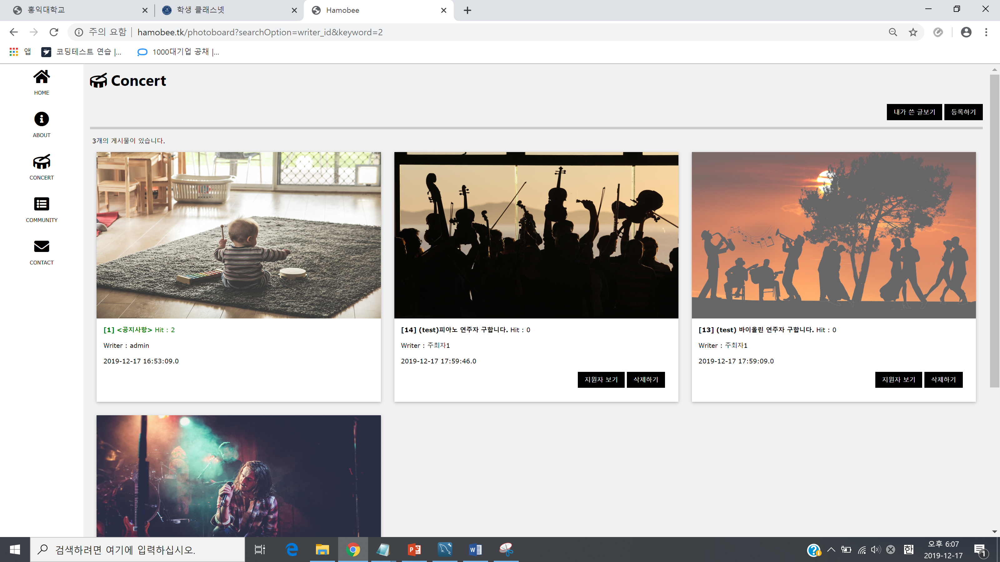 홍익대학교
학생 클래스넷
Hamobee
주의 요함
hamobee.tk/photoboard?searchOption=writer_id&keyword=2
앱
코딩테스트 연습 |...
1000대기업 공채 |...
HOME
ABOUT
CONCERT
COMMUNITY
CONTACT
Concert
내가 쓴 글보기
등록하기
3개의 게시물이 있습니다.
[1] <공지사항> Hit : 2
Writer : admin
2019-12-17 16:53:09.0
[14] (test)피아노 연주자 구합니다. Hit : 0
Writer : 주최자1
2019-12-17 17:59:46.0
지원자 보기
삭제하기
[13] (test) 바이올린 연주자 구합니다. Hit : 0
Writer : 주최자1
2019-12-17 17:59:09.0
지원자 보기
삭제하기
검색하려면 여기에 입력하십시오.
한
오후 6:07
2019-12-17
1